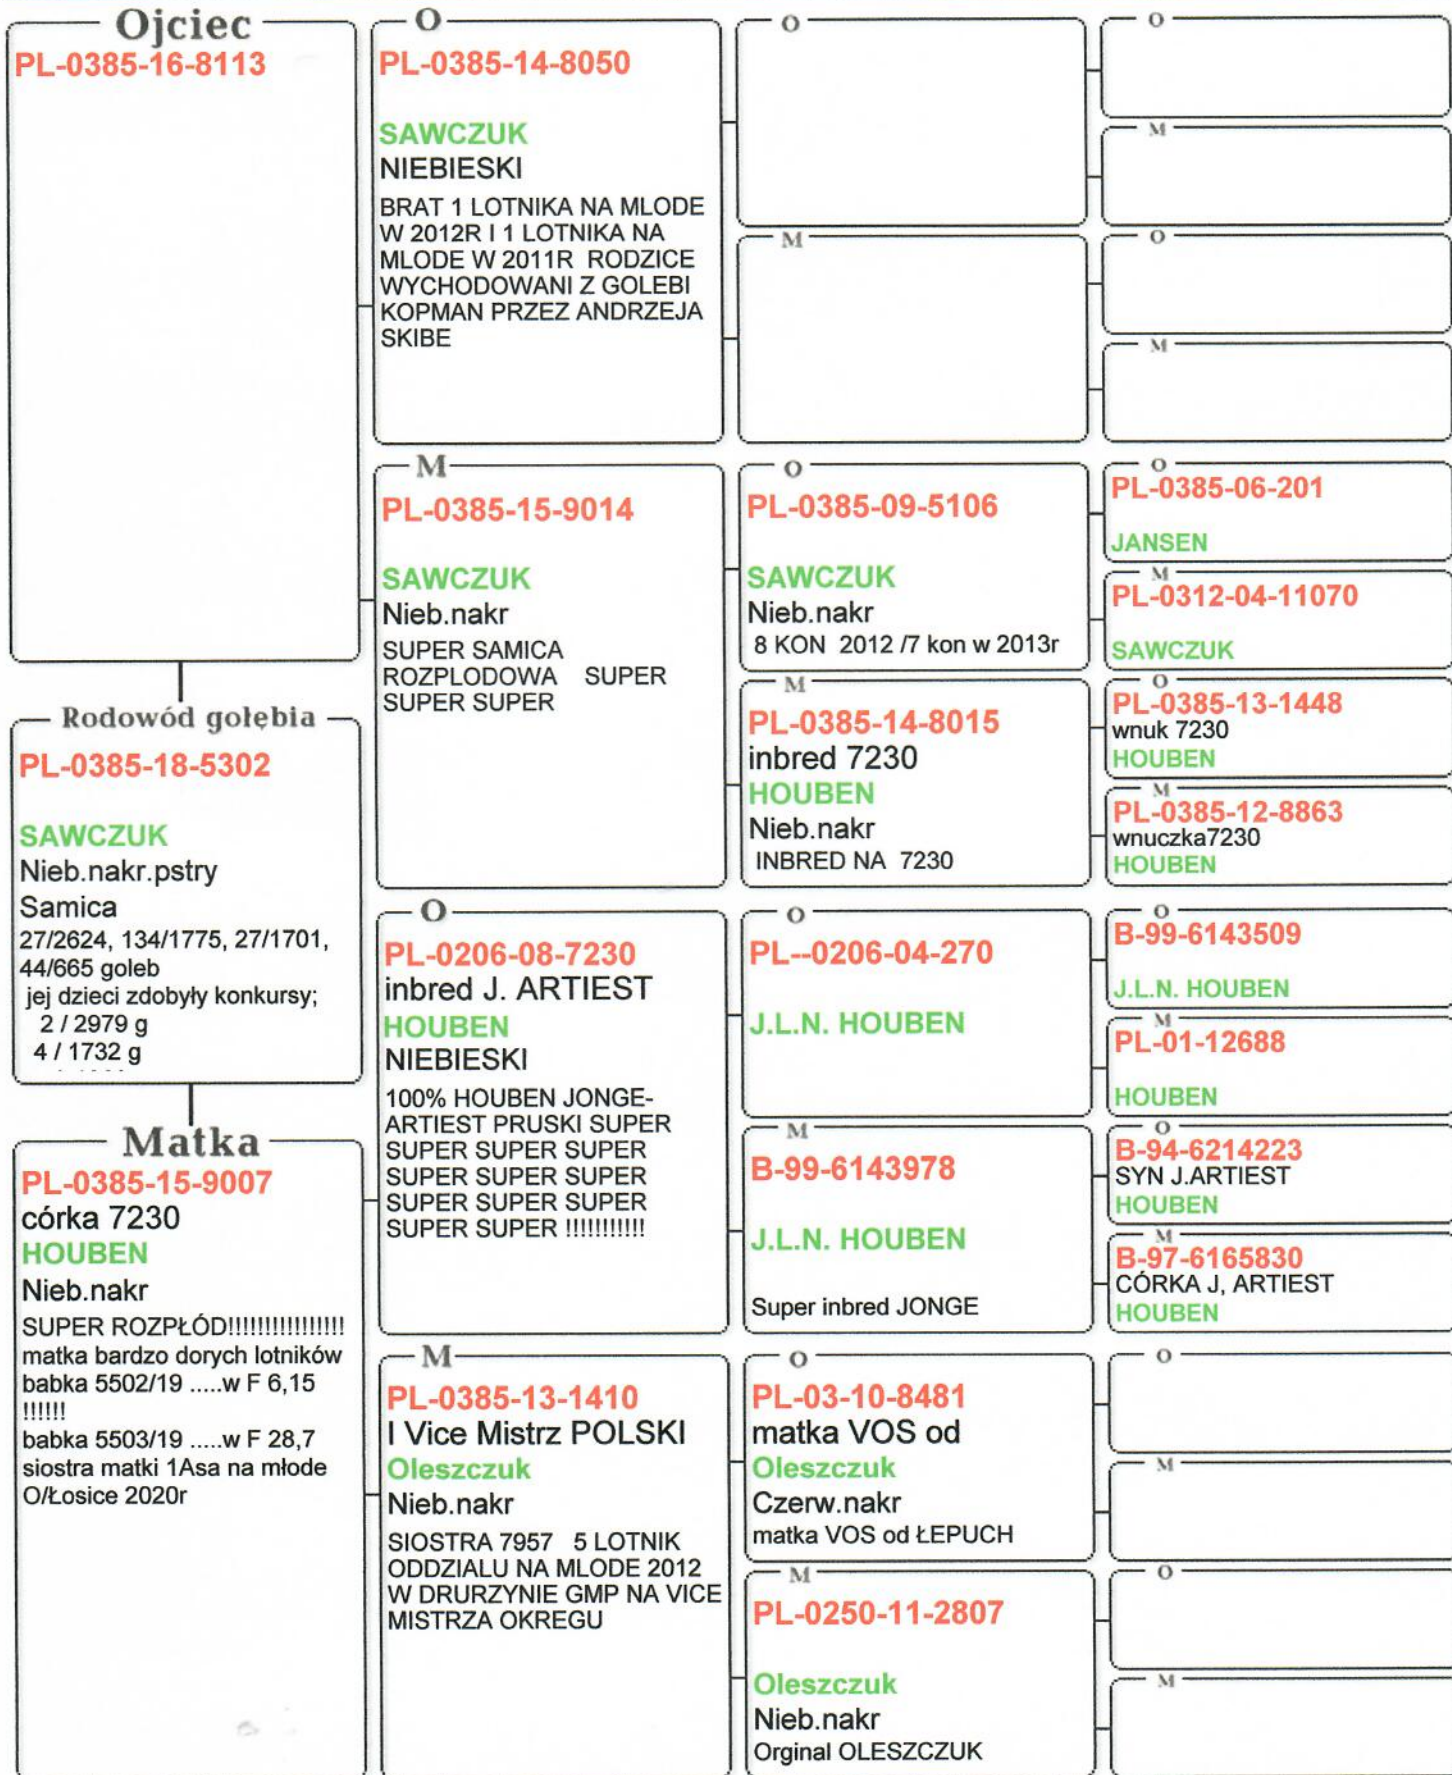 Ojciec
PL-0385-16-8113
Rodowód gołębia
PL-0385-18-5302
SAWCZUK
Nieb.nakr.pstry
Samica
27/2624, 134/1775, 27/1701,
44/665 goleb
jej dzieci zdobyły konkursy;
2 / 2979 g
4 / 1732 g
Matka
PL-0385-15-9007
córka 7230
HOUBEN
Nieb.nakr
SUPER ROZPŁÓD!!!!!!!!!!!!!!!!!
matka bardzo dorych lotników
babka 5502/19 .....w F 6,15
!!!!!!
babka 5503/19 .....w F 28,7
siostra matki 1Asa na młode
O/Łosice 2020r
O
PL-0385-14-8050
SAWCZUK
NIEBIESKI
BRAT 1 LOTNIKA NA MLODE
W 2012R I 1 LOTNIKA NA
MLODE W 2011R RODZICE
WYCHODOWANI Z GOLEBI
KOPMAN PRZEZ ANDRZEJA
SKIBE
M
PL-0385-15-9014
SAWCZUK
Nieb.nakr
SUPER SAMICA
ROZPLODOWA SUPER
SUPER SUPER
O
PL-0206-08-7230
inbred J. ARTIEST
HOUBEN
NIEBIESKI
100% HOUBEN JONGE-
ARTIEST PRUSKI SUPER
SUPER SUPER SUPER
SUPER SUPER SUPER
SUPER SUPER SUPER
SUPER SUPER !!!!!!!!!!!
M
PL-0385-13-1410
I Vice Mistrz POLSKI
Oleszczuk
Nieb.nakr
SIOSTRA 7957 5 LOTNIK
ODDZIALU NA MLODE 2012
W DRURZYNIE GMP NA VICE
MISTRZA OKREGU
O
M
O
PL-0385-09-5106
SAWCZUK
Nieb.nakr
8 KON 2012 /7 kon w 2013r
M
PL-0385-14-8015
inbred 7230
HOUBEN
Nieb.nakr
INBRED NA 7230
O
PL--0206-04-270
J.L.N. HOUBEN
M
B-99-6143978
J.L.N. HOUBEN
Super inbred JONGE
O
PL-03-10-8481
matka VOS od
Oleszczuk
Czerw.nakr
matka VOS od ŁEPUCH
M
PL-0250-11-2807
Oleszczuk
Nieb.nakr
Orginal OLESZCZUK
O
M
O
M
O
PL-0385-06-201
JANSEN
M
PL-0312-04-11070
SAWCZUK
O
PL-0385-13-1448
wnuk 7230
HOUBEN
M
PL-0385-12-8863
wnuczka7230
HOUBEN
O
B-99-6143509
J.L.N. HOUBEN
M
PL-01-12688
HOUBEN
O
B-94-6214223
SYN J.ARTIEST
HOUBEN
M
B-97-6165830
CÓRKA J, ARTIEST
HOUBEN
O
M
O
M